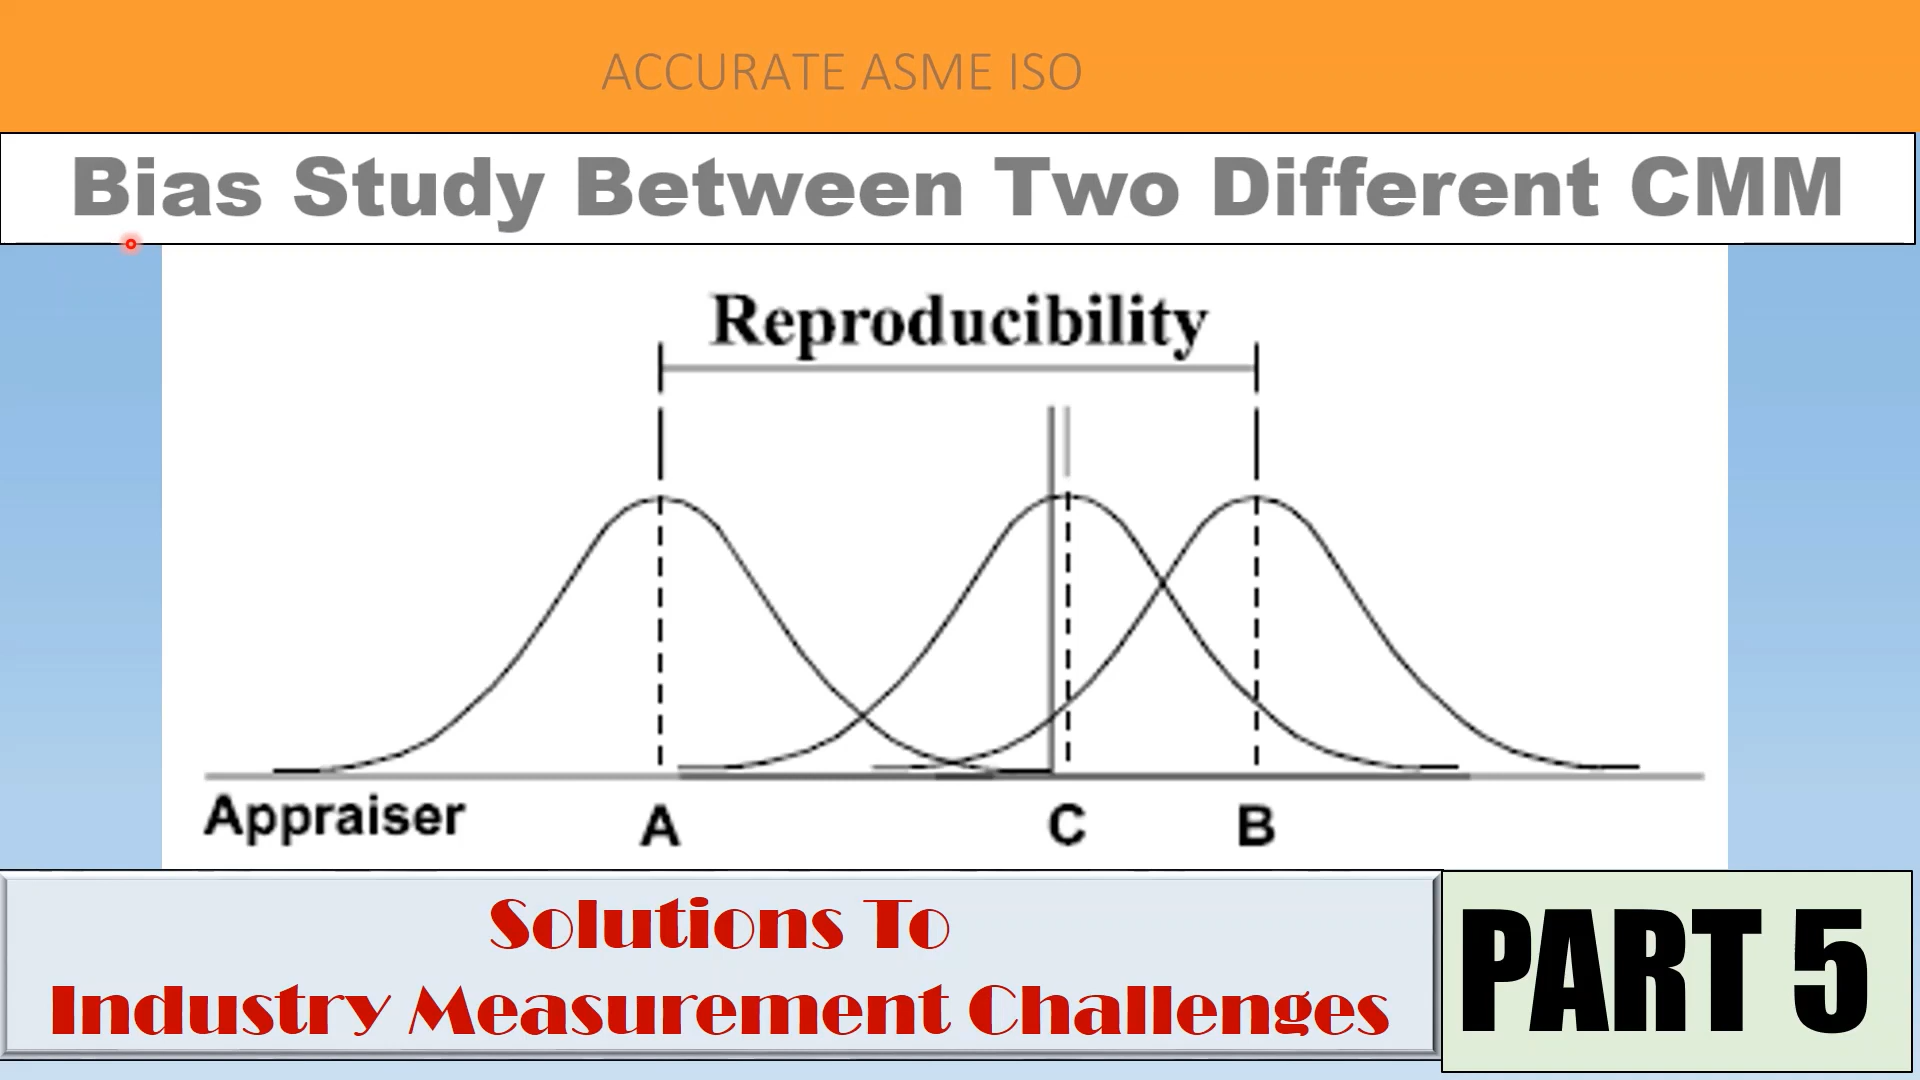 ACCURATE ASME ISO
Bias Study Between Two Different CMM
Reproducibility
Appraiser A C B
Solutions To
Industry Measurement Challenges
PART 5